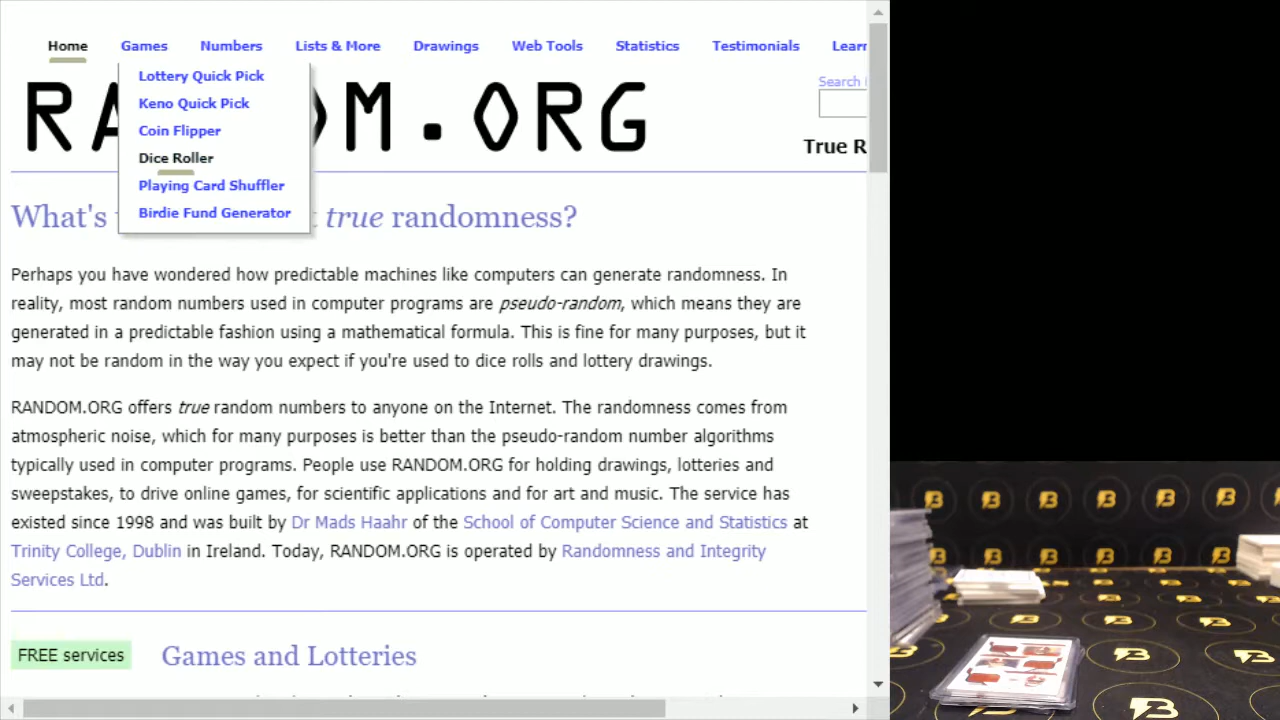 Home Games Numbers Lists & More Drawings Web Tools Statistics Testimonials Lear
Lottery Quick Pick
Keno Quick Pick
Coin Flipper
Dice Roller
Playing Card Shuffler
Birdie Fund Generator
Search
True R
What's t true randomness?
Perhaps you have wondered how predictable machines like computers can generate randomness. In
reality, most random numbers used in computer programs are pseudo-random, which means they are
generated in a predictable fashion using a mathematical formula. This is fine for many purposes, but it
may not be random in the way you expect if you're used to dice rolls and lottery drawings.
RANDOM.ORG offers true random numbers to anyone on the Internet. The randomness comes from
atmospheric noise, which for many purposes is better than the pseudo-random number algorithms
typically used in computer programs. People use RANDOM.ORG for holding drawings, lotteries and
sweepstakes, to drive online games, for scientific applications and for art and music. The service has
existed since 1998 and was built by Dr Mads Haahr of the School of Computer Science and Statistics at
Trinity College, Dublin in Ireland. Today, RANDOM.ORG is operated by Randomness and Integrity
Services Ltd.
FREE services
Games and Lotteries